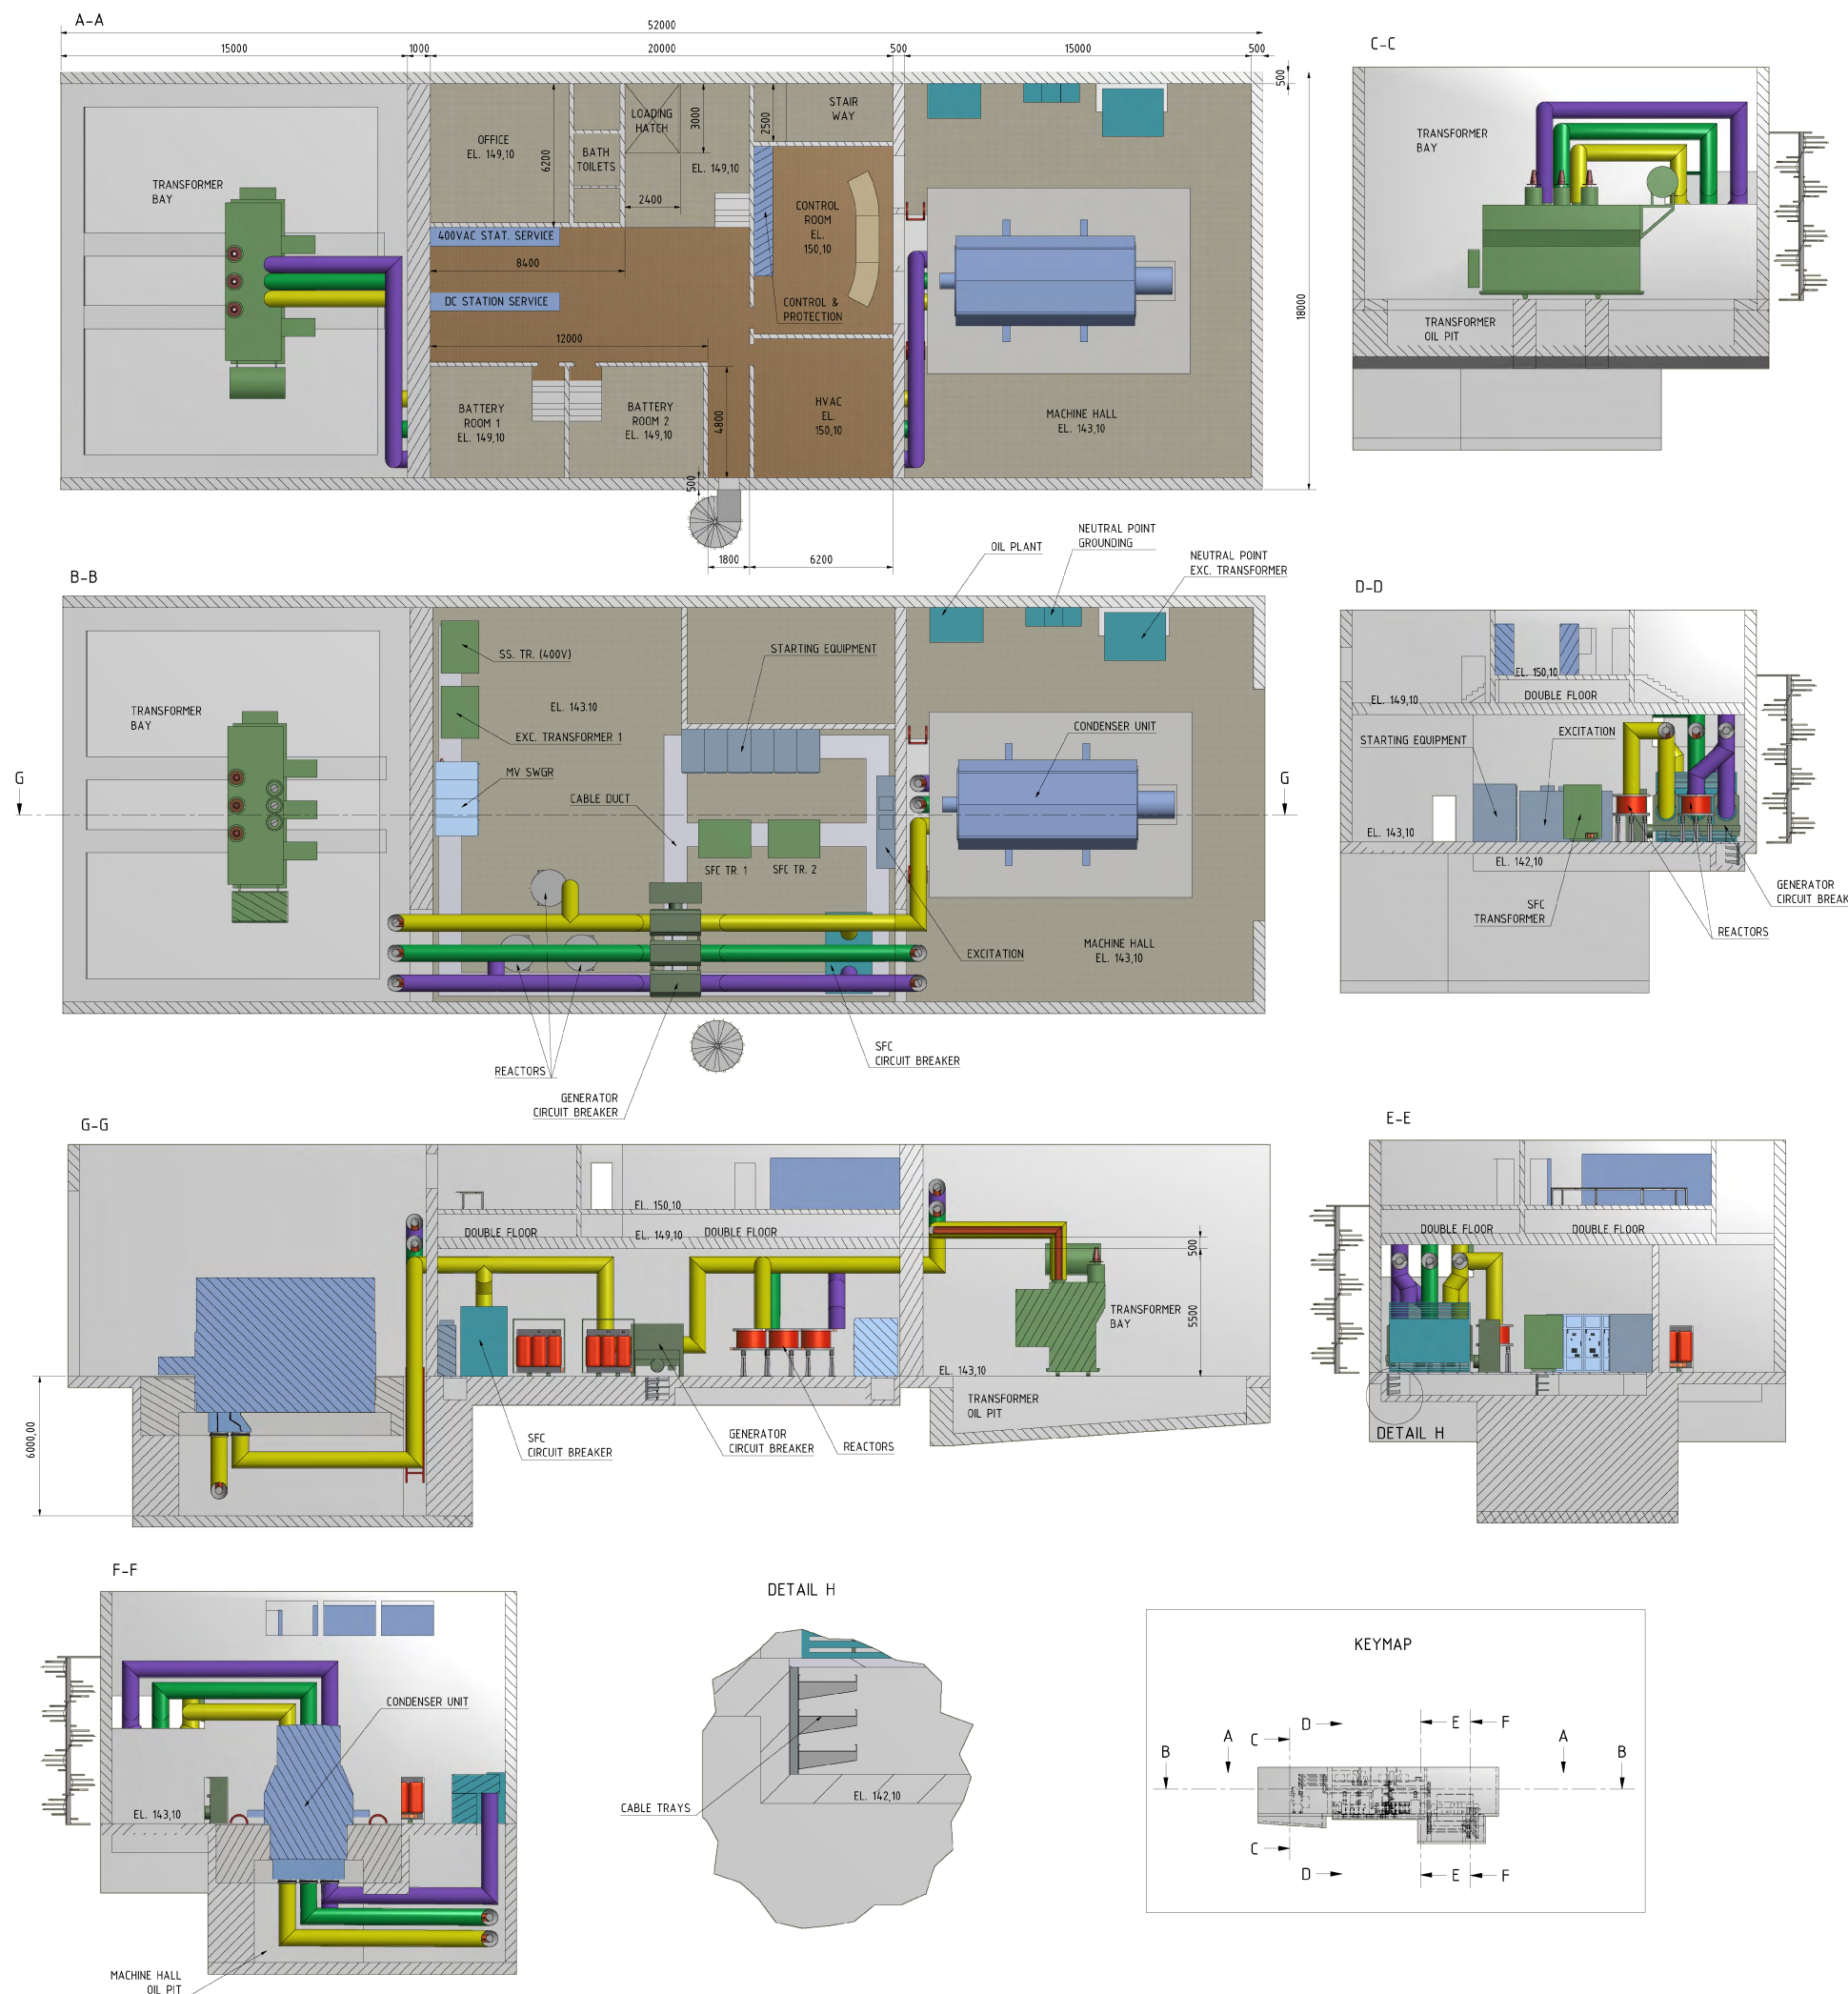 A-A
52000
15000
1000
20000
500
15000
500
500
TRANSFORMER
BAY
OFFICE
EL. 149,10
6200
BATH
TOILETS
LOADING
HATCH
3000
EL. 149,10
2400
2500
STAIR
WAY
CONTROL
ROOM
EL.
150,10
400VAC STAT. SERVICE
8400
DC STATION SERVICE
CONTROL &
PROTECTION
12000
BATTERY
ROOM 1
EL. 149,10
BATTERY
ROOM 2
EL. 149,10
4800
HVAC
EL.
150,10
MACHINE HALL
EL. 143,10
18000
500
1800
6200
C-C
TRANSFORMER
BAY
TRANSFORMER
OIL PIT
B-B
OIL PLANT
NEUTRAL POINT
GROUNDING
NEUTRAL POINT
EXC. TRANSFORMER
TRANSFORMER
BAY
SS. TR. (400V)
EL. 143.10
EXC. TRANSFORMER 1
MV SWGR
CABLE DUCT
STARTING EQUIPMENT
CONDENSER UNIT
G
G
SFC TR. 1
SFC TR. 2
EXCITATION
MACHINE HALL
EL. 143,10
REACTORS
GENERATOR
CIRCUIT BREAKER
SFC
CIRCUIT BREAKER
D-D
EL. 150,10
DOUBLE FLOOR
EL. 149,10
STARTING EQUIPMENT
EXCITATION
EL. 143,10
EL. 142,10
SFC
TRANSFORMER
REACTORS
GENERATOR
CIRCUIT BREAK
G-G
EL. 150,10
DOUBLE FLOOR
EL. 149,10
DOUBLE FLOOR
500
5500
TRANSFORMER
BAY
EL. 143,10
TRANSFORMER
OIL PIT
6000,00
SFC
CIRCUIT BREAKER
GENERATOR
CIRCUIT BREAKER
REACTORS
E-E
DOUBLE FLOOR
DOUBLE FLOOR
DETAIL H
F-F
CONDENSER UNIT
EL. 143,10
MACHINE HALL
OIL PIT
DETAIL H
CABLE TRAYS
EL. 142,10
KEYMAP
B
A
C
D
E
F
A
B
C
D
E
F